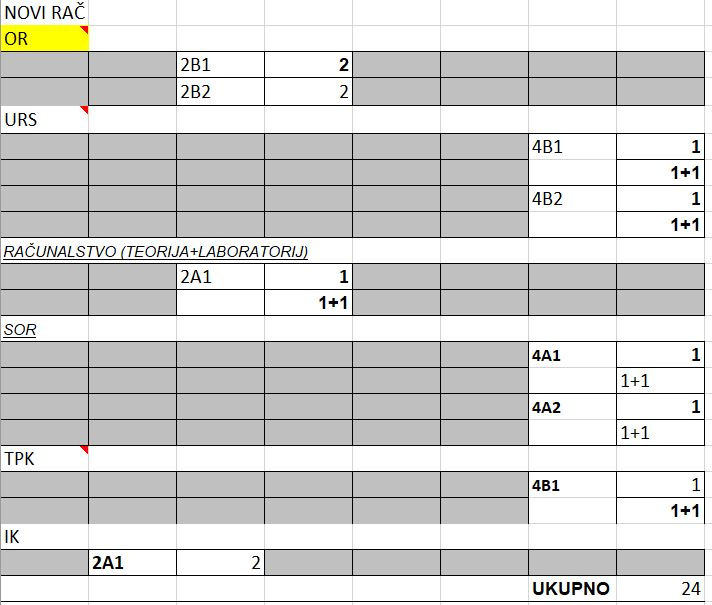 NOVI RAČ
OR
2B1 2
2B2 2
URS
4B1 1
1+1
4B2 1
1+1
RAČUNALSTVO (TEORIJA+LABORATORIJ)
2A1 1
1+1
SOR
4A1 1
1+1
4A2 1
1+1
TPK
4B1 1
1+1
IK
2A1 2
UKUPNO 24